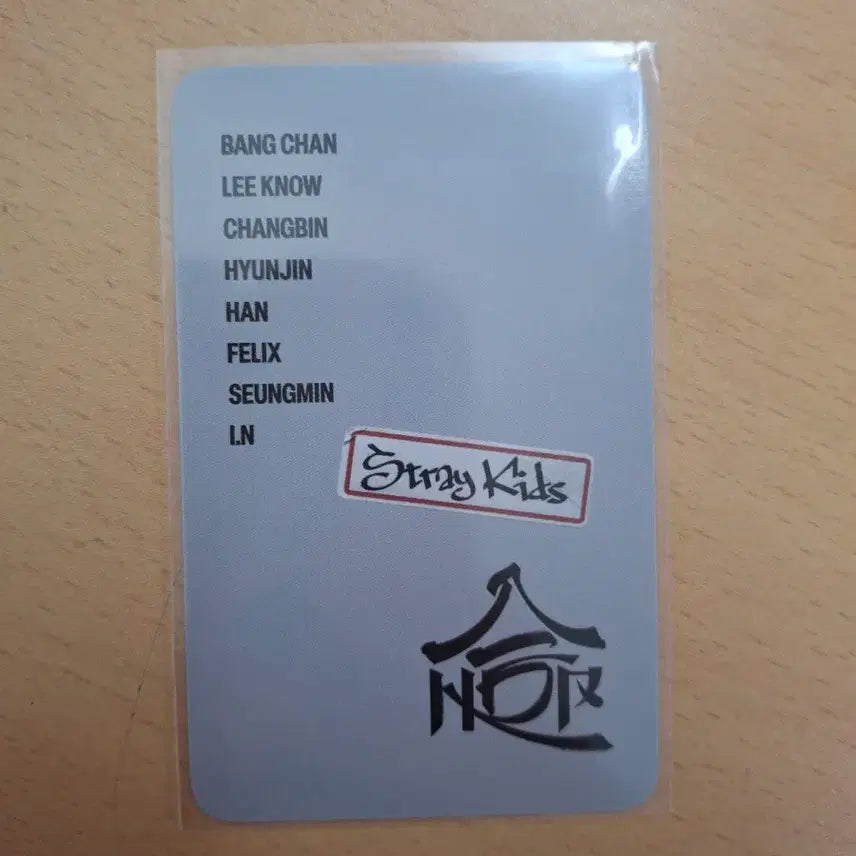 BANG CHAN
LEE KNOW
CHANGBIN
HYUNJIN
HAN
FELIX
SEUNGMIN
I.N
Stray Kids